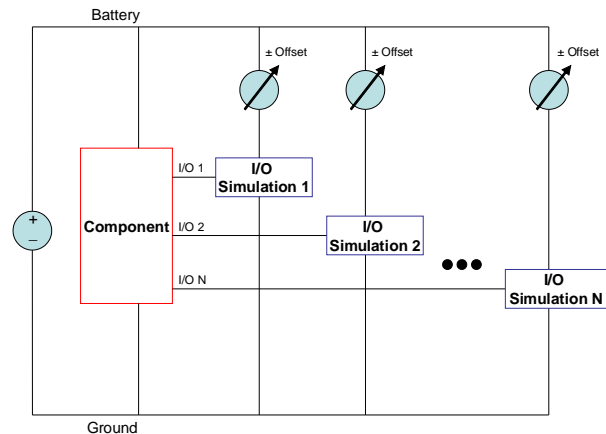 Battery
± Offset
± Offset
± Offset
I/O 1
I/O
Simulation 1
+
–
Component
I/O 2
I/O
Simulation 2
I/O N
I/O
Simulation N
Ground